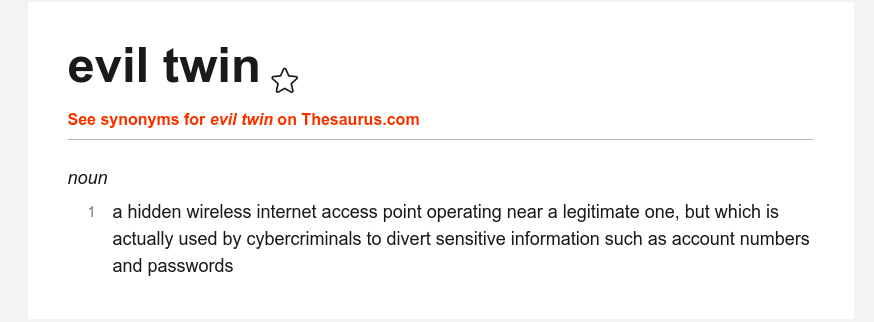 evil twin
See synonyms for evil twin on Thesaurus.com
noun
1 a hidden wireless internet access point operating near a legitimate one, but which is
actually used by cybercriminals to divert sensitive information such as account numbers
and passwords